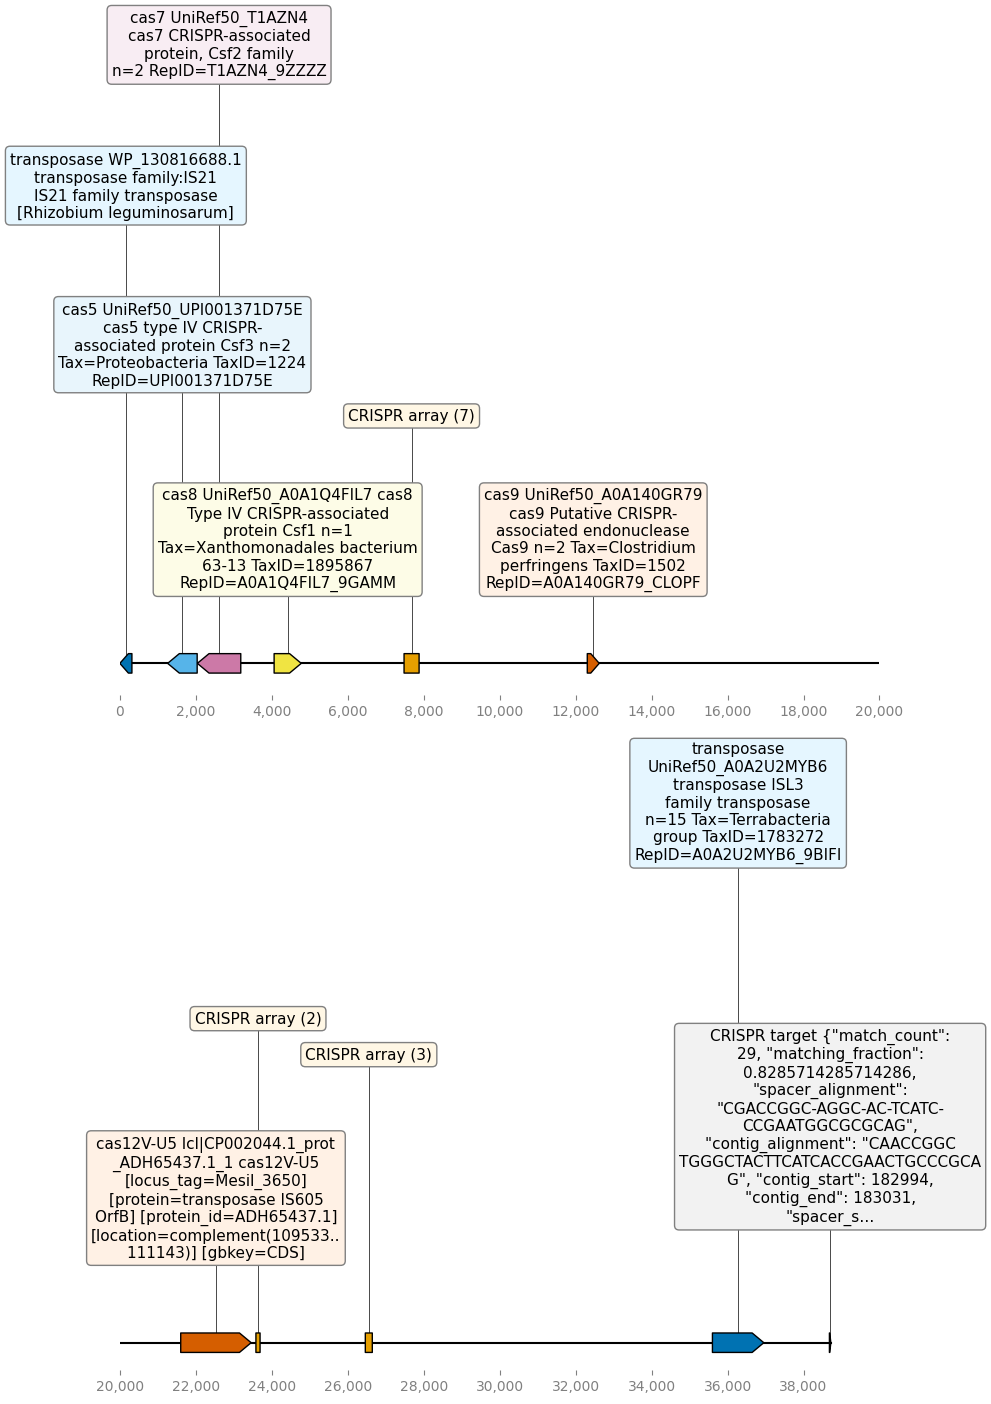 cas7 UniRef50_T1AZN4
cas7 CRISPR-associated
protein, Csf2 family
n=2 RepID=T1AZN4_9ZZZZ
transposase WP_130816688.1
transposase family:IS21
IS21 family transposase
[Rhizobium leguminosarum]
cas5 UniRef50_UPI001371D75E
cas5 type IV CRISPR-
associated protein Csf3 n=2
Tax=Proteobacteria TaxID=1224
RepID=UPI001371D75E
CRISPR array (7)
cas8 UniRef50_A0A1Q4FIL7 cas8
Type IV CRISPR-associated
protein Csf1 n=1
Tax=Xanthomonadales bacterium
63-13 TaxID=1895867
RepID=A0A1Q4FIL7_9GAMM
cas9 UniRef50_A0A140GR79
cas9 Putative CRISPR-
associated endonuclease
Cas9 n=2 Tax=Clostridium
perfringens TaxID=1502
RepID=A0A140GR79_CLOPF
0 2,000 4,000 6,000 8,000 10,000 12,000 14,000 16,000 18,000 20,000
transposase
UniRef50_A0A2U2MYB6
transposase ISL3
family transposase
n=15 Tax=Terrabacteria
group TaxID=1783272
RepID=A0A2U2MYB6_9BIFI
CRISPR array (2)
CRISPR array (3)
CRISPR target {"match_count":
29, "matching_fraction":
0.8285714285714286,
"spacer_alignment":
"CGACCGGC-AGGC-AC-TCATC-
CCGAATGGCGCGCAG",
"contig_alignment": "CAACCGGC
TGGGCTACTTCATCACCGAACTGCCCGCA
G", "contig_start": 182994,
"contig_end": 183031,
"spacer_s...
cas12V-U5 lcl|CP002044.1_prot
_ADH65437.1_1 cas12V-U5
[locus_tag=Mesil_3650]
[protein=transposase IS605
OrfB] [protein_id=ADH65437.1]
[location=complement(109533..
111143)] [gbkey=CDS]
20,000 22,000 24,000 26,000 28,000 30,000 32,000 34,000 36,000 38,000